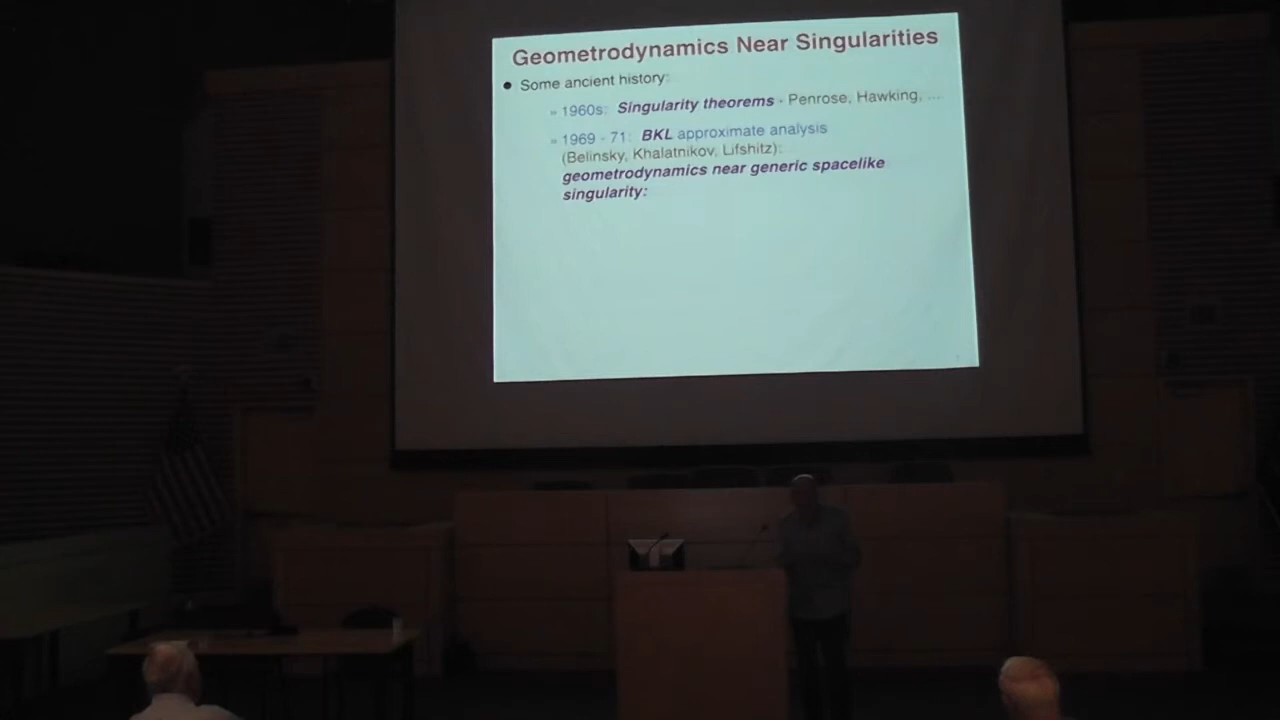 Geometrodynamics Near Singularities
● Some ancient history:
» 1960s: Singularity theorems - Penrose, Hawking, ...
» 1969 - 71: BKL approximate analysis
(Belinsky, Khalatnikov, Lifshitz):
geometrodynamics near generic spacelike
singularity: